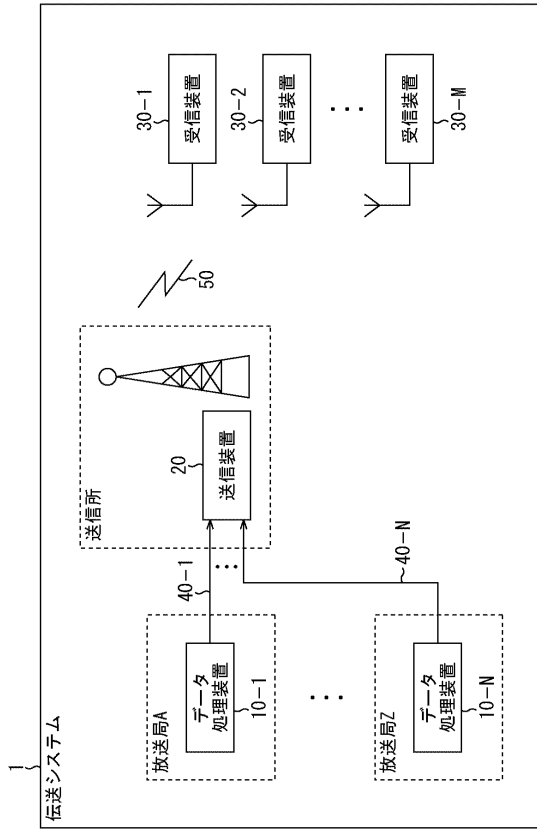 1
伝送システム
放送局A
データ
処理装置
10-1
...
放送局Z
データ
処理装置
10-N
40-1
...
40-N
送信所
20
送信装置
50
30-1
受信装置
30-2
受信装置
...
30-M
受信装置